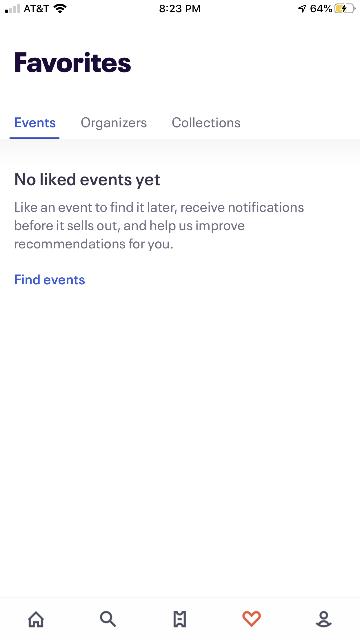 AT&T 8:23 PM 64%
Favorites
Events Organizers Collections
No liked events yet
Like an event to find it later, receive notifications
before it sells out, and help us improve
recommendations for you.
Find events